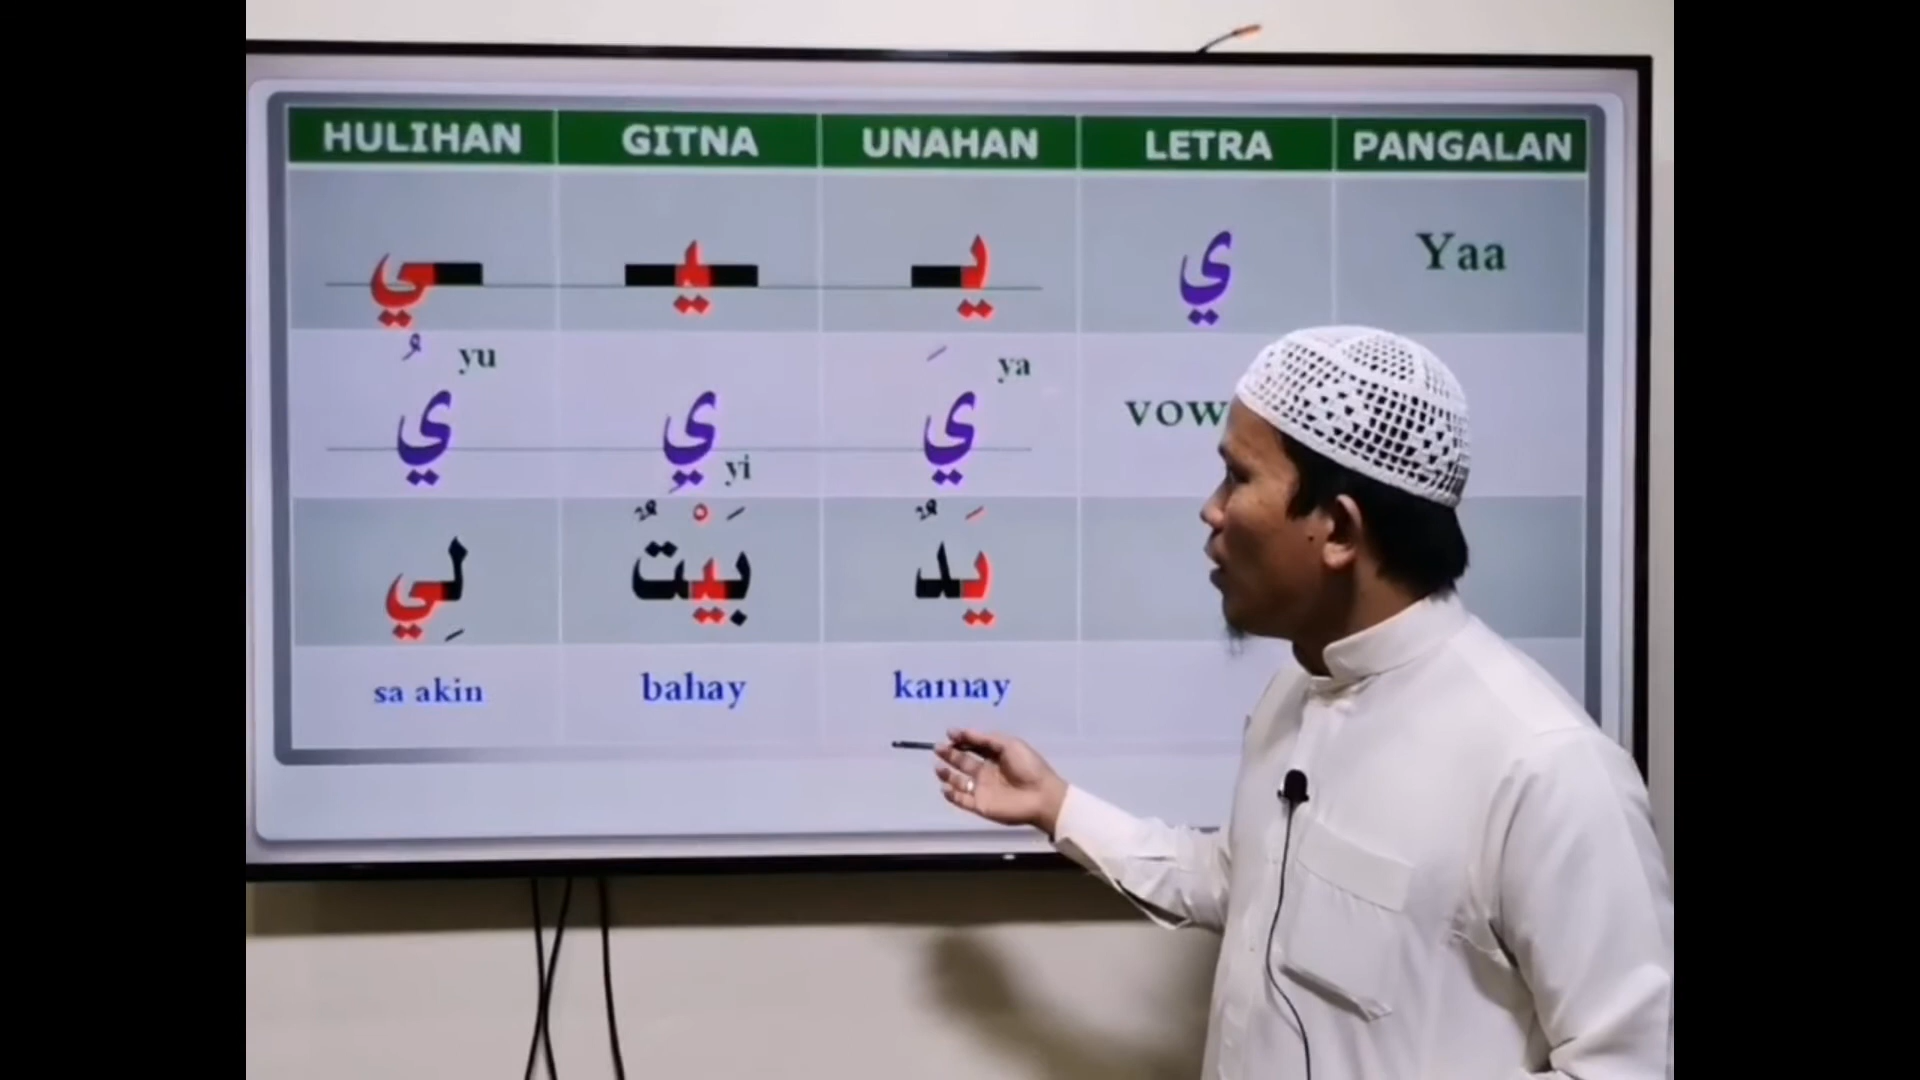 HULIHAN GITNA UNAHAN LETRA PANGALAN
ـي ـيـ يـ ي Yaa
يُ yu يِ yi يَ ya
لِي بَيْتٌ يَدٌ
sa akin bahay kamay